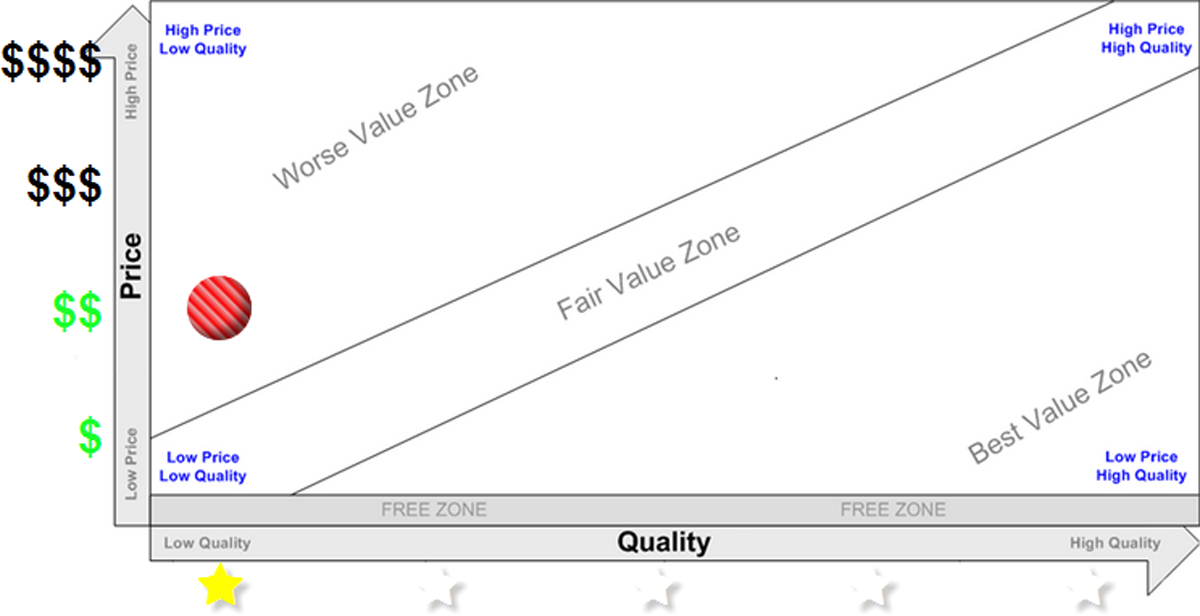 High Price
Low Quality
High Price
High Quality
$$$$
High Price
Worse Value Zone
$$$
Price
Fair Value Zone
$$
Best Value Zone
$
Low Price
Low Price
Low Quality
Low Price
High Quality
FREE ZONE
FREE ZONE
Low Quality
Quality
High Quality